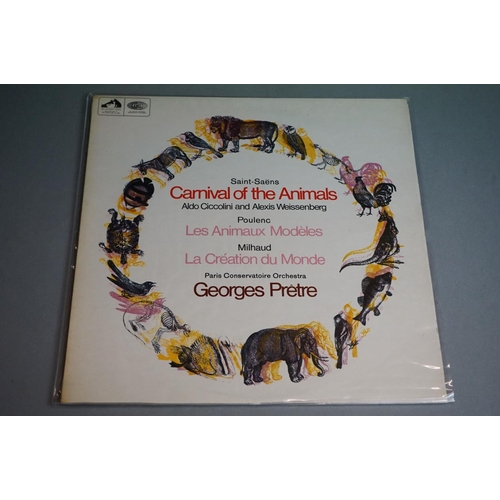 Saint-Saëns
Carnival of the Animals
Aldo Ciccolini and Alexis Weissenberg
Poulenc
Les Animaux Modèles
Milhaud
La Création du Monde
Paris Conservatoire Orchestra
Georges Prêtre